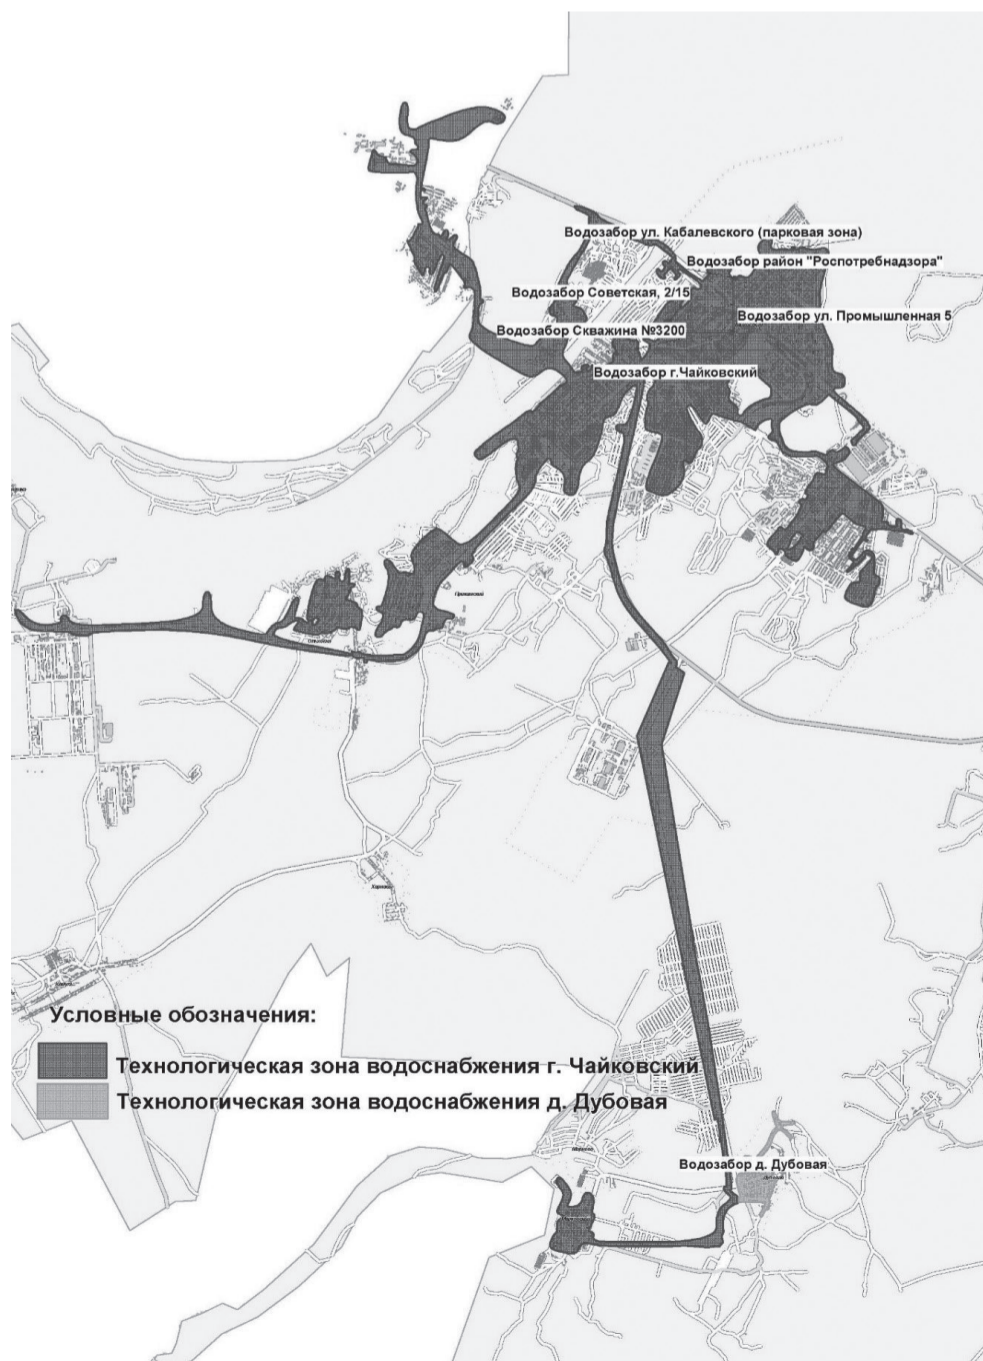 Водозабор ул. Кабалевского (парковая зона)
Водозабор район "Роспотребнадзора"
Водозабор Советская, 2/15
Водозабор ул. Промышленная 5
Водозабор Скважина №3200
Водозабор г.Чайковский
Условные обозначения:
Технологическая зона водоснабжения г. Чайковский
Технологическая зона водоснабжения д. Дубовая
Водозабор д. Дубовая